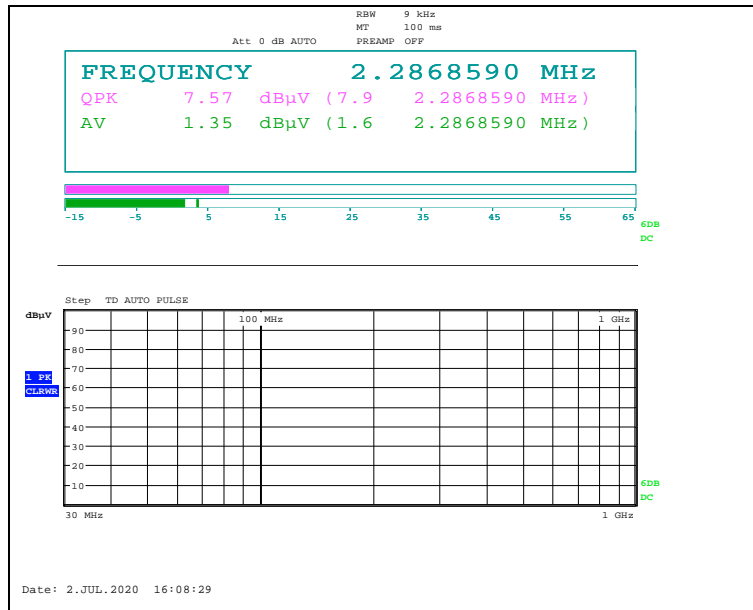 RBW 9 kHz
MT 100 ms
Att 0 dB AUTO PREAMP OFF
FREQUENCY 2.2868590 MHz
QPK 7.57 dBµV (7.9 2.2868590 MHz)
AV 1.35 dBµV (1.6 2.2868590 MHz)
-15 -5 5 15 25 35 45 55 65
6DB
DC
Step TD AUTO PULSE
dBµV
100 MHz 1 GHz
90
80
70
1 PK
60
CLRWR
50
40
30
20
10
6DB
DC
30 MHz 1 GHz
Date: 2.JUL.2020 16:08:29